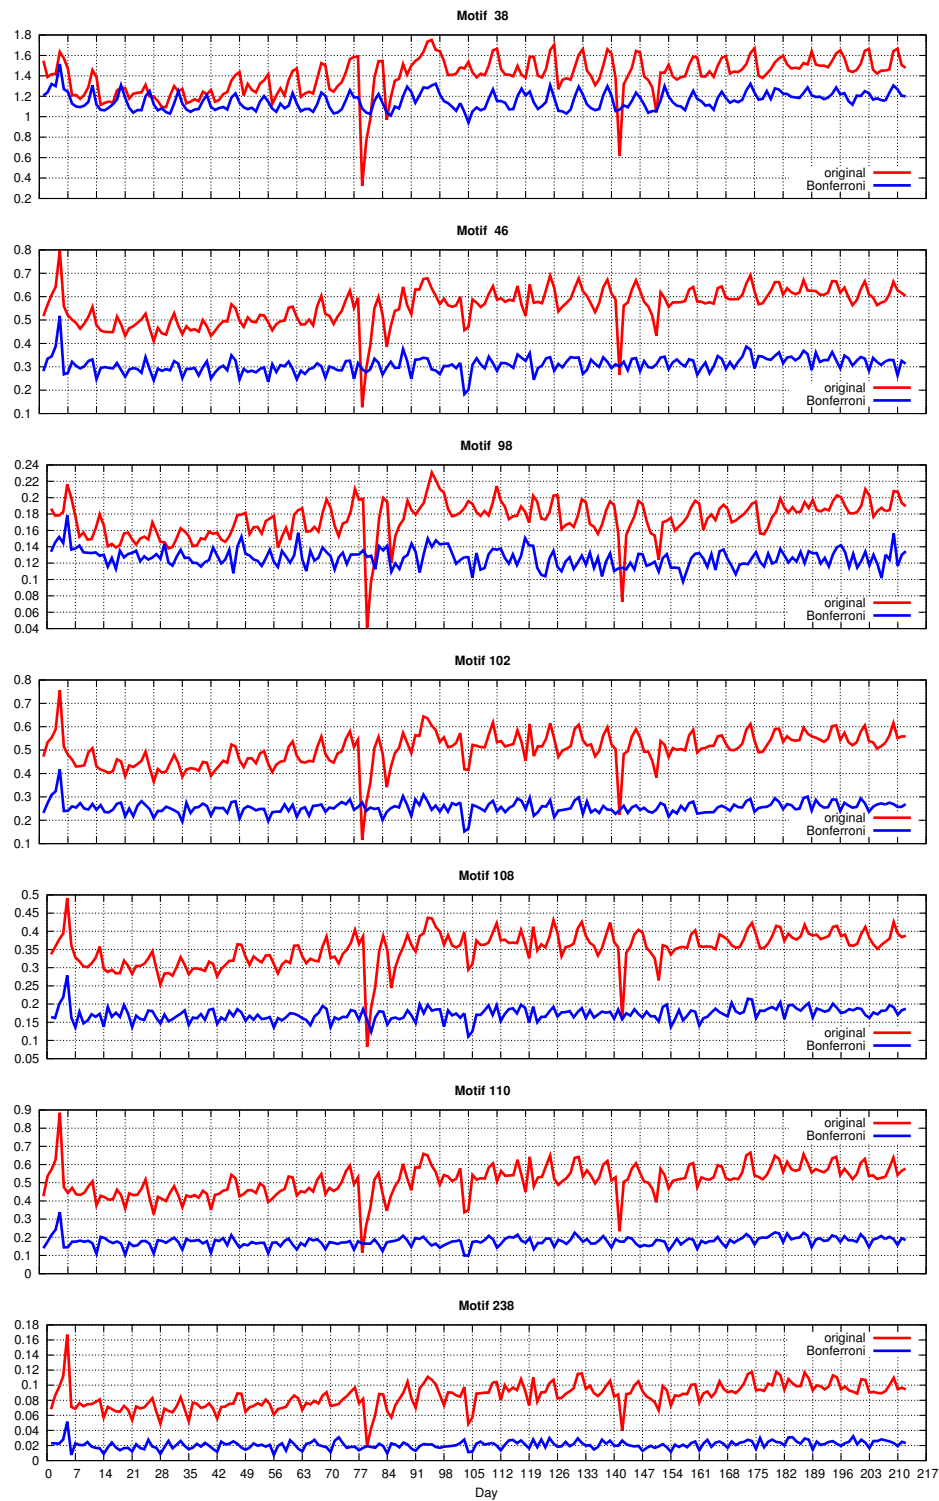 Motif 38
1.8
1.6
1.4
1.2
1
0.8
0.6
0.4
0.2
original
Bonferroni
Motif 46
0.8
0.7
0.6
0.5
0.4
0.3
0.2
0.1
original
Bonferroni
Motif 98
0.24
0.22
0.2
0.18
0.16
0.14
0.12
0.1
0.08
0.06
0.04
original
Bonferroni
Motif 102
0.8
0.7
0.6
0.5
0.4
0.3
0.2
0.1
original
Bonferroni
Motif 108
0.5
0.45
0.4
0.35
0.3
0.25
0.2
0.15
0.1
0.05
original
Bonferroni
Motif 110
0.9
0.8
0.7
0.6
0.5
0.4
0.3
0.2
0.1
0
original
Bonferroni
Motif 238
0.18
0.16
0.14
0.12
0.1
0.08
0.06
0.04
0.02
0
original
Bonferroni
0 7 14 21 28 35 42 49 56 63 70 77 84 91 98 105 112 119 126 133 140 147 154 161 168 175 182 189 196 203 210 217
Day